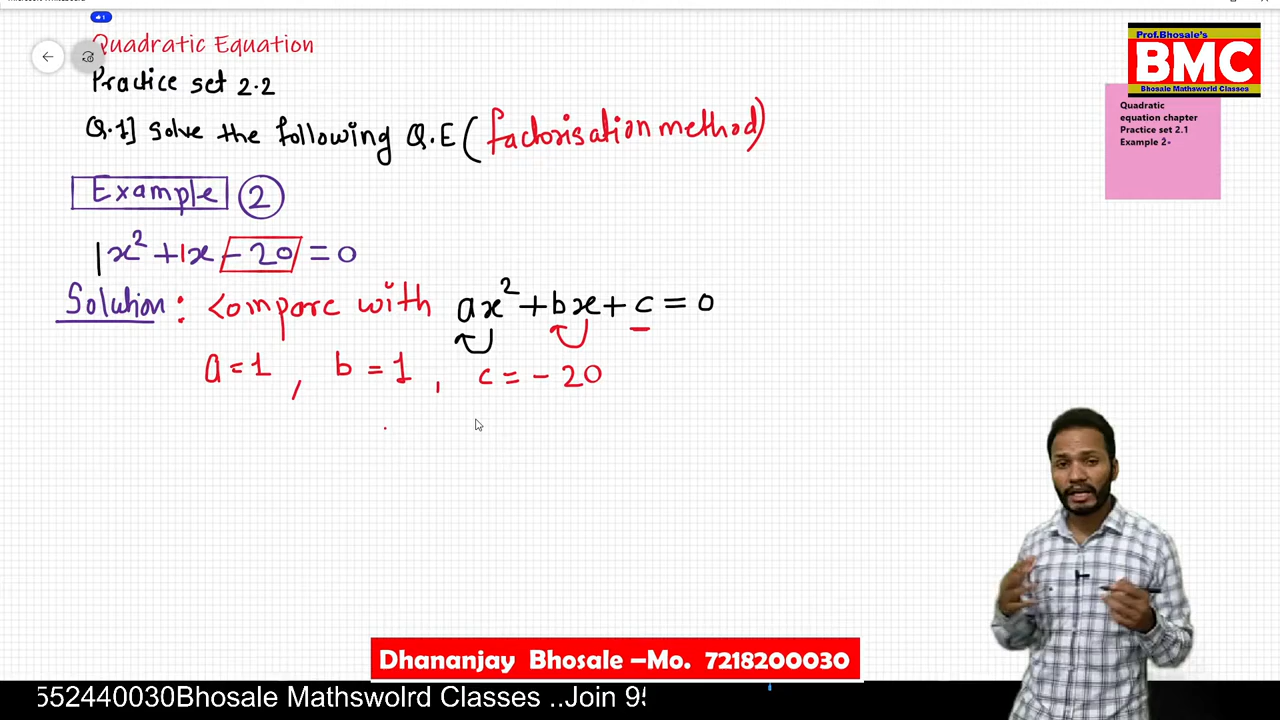 Quadratic Equation
Practice set 2.2
Q.1] Solve the following Q.E (factorisation method)
Example 2
1x² + 1x - 20 = 0
Solution : Compare with ax² + bx + c = 0
a = 1 , b = 1 , c = - 20
Prof.Bhosale's
BMC
Bhosale Mathsworld Classes
Quadratic
equation chapter
Practice set 2.1
Example 2-
Dhananjay Bhosale –Mo. 7218200030
552440030Bhosale Mathswolrd Classes ..Join 9